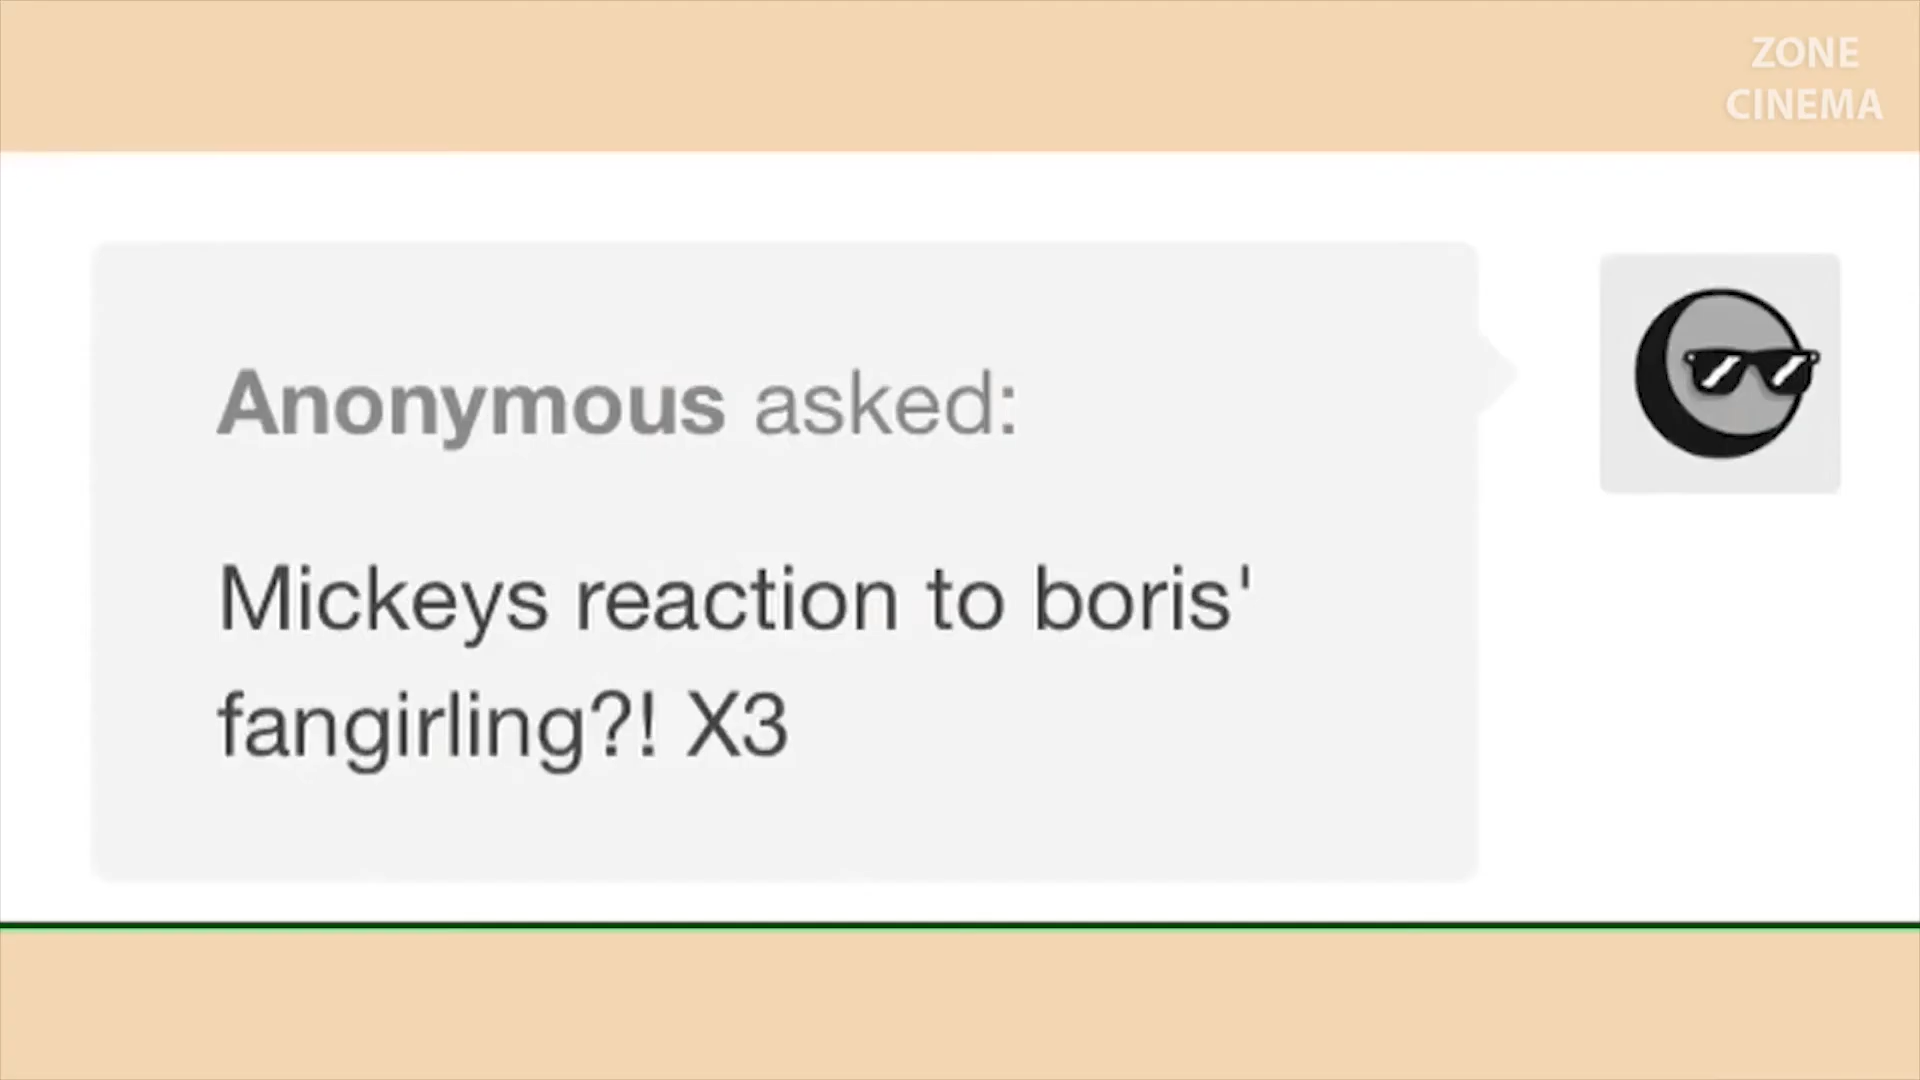 ZONE
CINEMA
Anonymous asked:
Mickeys reaction to boris'
fangirling?! X3